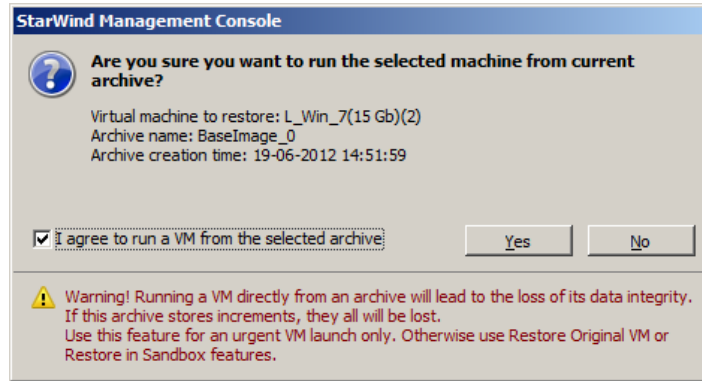 StarWind Management Console
Are you sure you want to run the selected machine from current
archive?
Virtual machine to restore: L_Win_7(15 Gb)(2)
Archive name: BaseImage_0
Archive creation time: 19-06-2012 14:51:59
I agree to run a VM from the selected archive
Yes
No
Warning! Running a VM directly from an archive will lead to the loss of its data integrity.
If this archive stores increments, they all will be lost.
Use this feature for an urgent VM launch only. Otherwise use Restore Original VM or
Restore in Sandbox features.